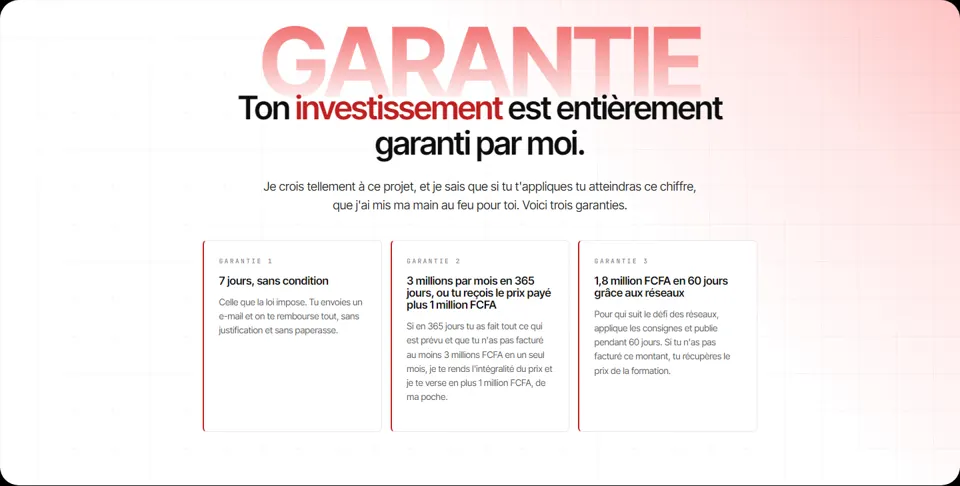 GARANTIE
Ton investissement est entièrement
garanti par moi.
Je crois tellement à ce projet, et je sais que si tu t'appliques tu atteindras ce chiffre,
que j'ai mis ma main au feu pour toi. Voici trois garanties.
GARANTIE 1
7 jours, sans condition
Celle que la loi impose. Tu envoies un
e-mail et on te rembourse tout, sans
justification et sans paperasse.
GARANTIE 2
3 millions par mois en 365
jours, ou tu reçois le prix payé
plus 1 million FCFA
Si en 365 jours tu as fait tout ce qui
est prévu et que tu n'as pas facturé
au moins 3 millions FCFA en un seul
mois, je te rends l'intégralité du prix et
je te verse en plus 1 million FCFA, de
ma poche.
GARANTIE 3
1,8 million FCFA en 60 jours
grâce aux réseaux
Pour qui suit le défi des réseaux,
applique les consignes et publie
pendant 60 jours. Si tu n'as pas
facturé ce montant, tu récupères le
prix de la formation.